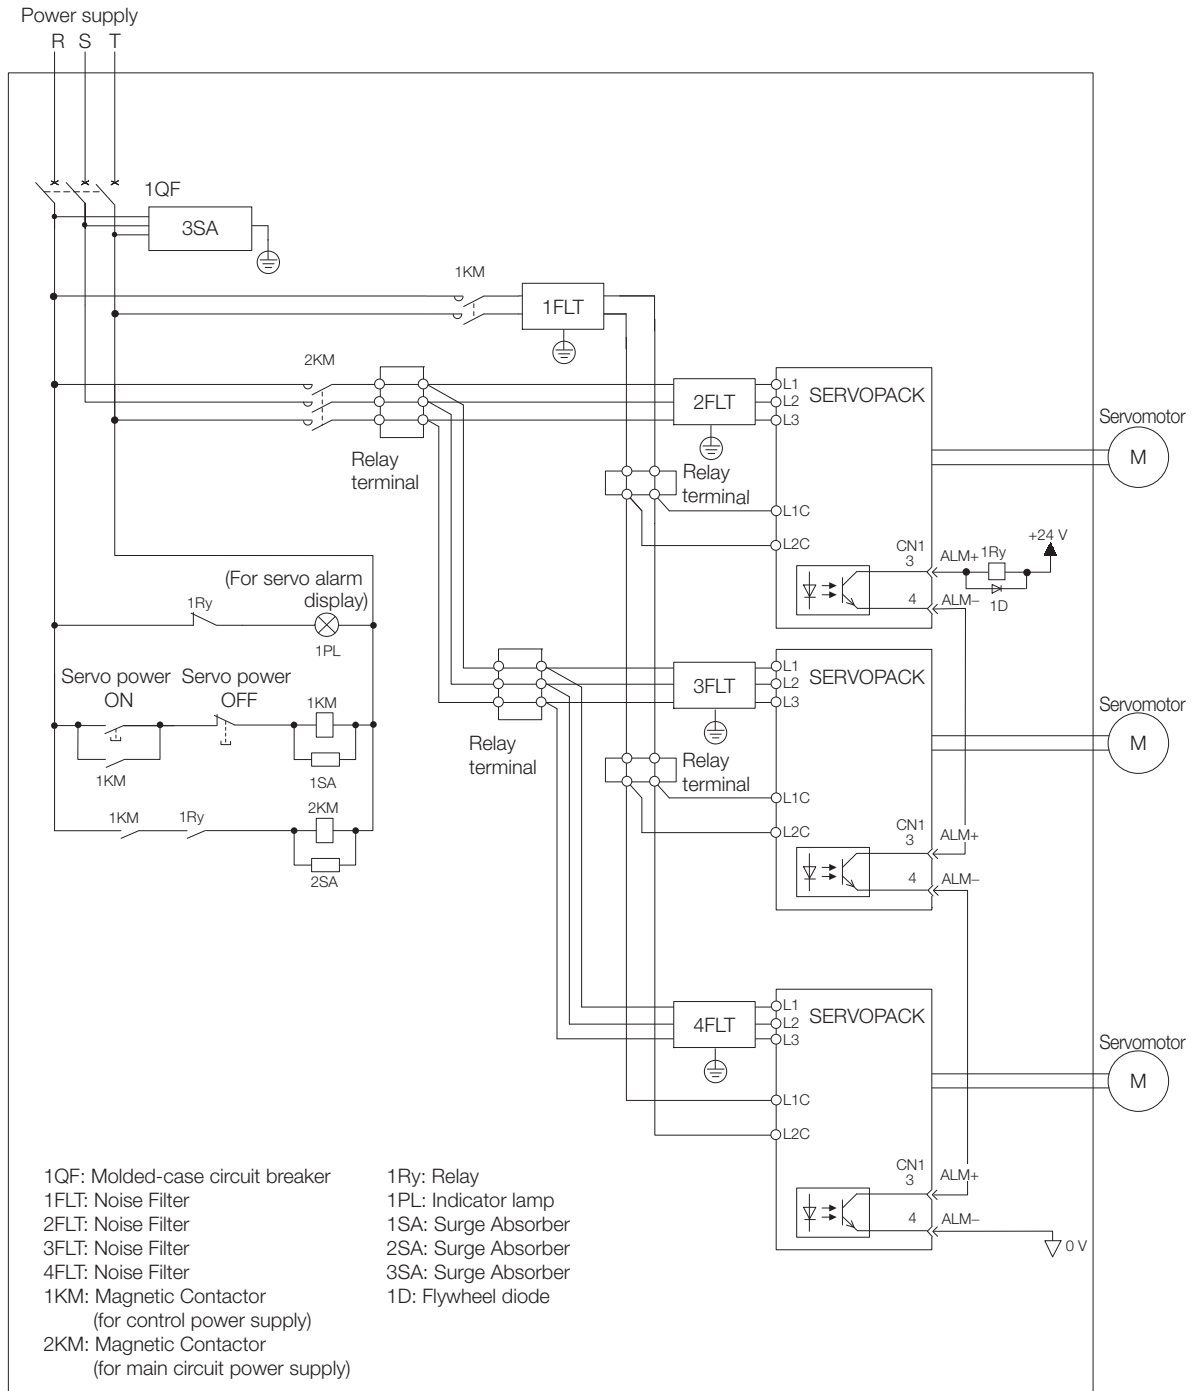 Power supply
R S T
1QF
3SA
1KM
1FLT
2KM
L1
SERVOPACK
2FLT
L2
L3
Servomotor
M
Relay
terminal
Relay
terminal
L1C
+24 V
L2C
CN1
3
ALM+
1Ry
(For servo alarm
display)
4
ALM–
1D
1Ry
1PL
L1
SERVOPACK
3FLT
L2
L3
Servo power
ON
Servo power
OFF
1KM
Servomotor
M
Relay
terminal
Relay
terminal
1KM
1SA
L1C
1KM
1Ry
2KM
L2C
CN1
3
ALM+
2SA
4
ALM–
L1
SERVOPACK
4FLT
L2
L3
Servomotor
M
L1C
L2C
CN1
3
ALM+
4
ALM–
0 V
1QF: Molded-case circuit breaker
1FLT: Noise Filter
2FLT: Noise Filter
3FLT: Noise Filter
4FLT: Noise Filter
1KM: Magnetic Contactor
(for control power supply)
2KM: Magnetic Contactor
(for main circuit power supply)
1Ry: Relay
1PL: Indicator lamp
1SA: Surge Absorber
2SA: Surge Absorber
3SA: Surge Absorber
1D: Flywheel diode